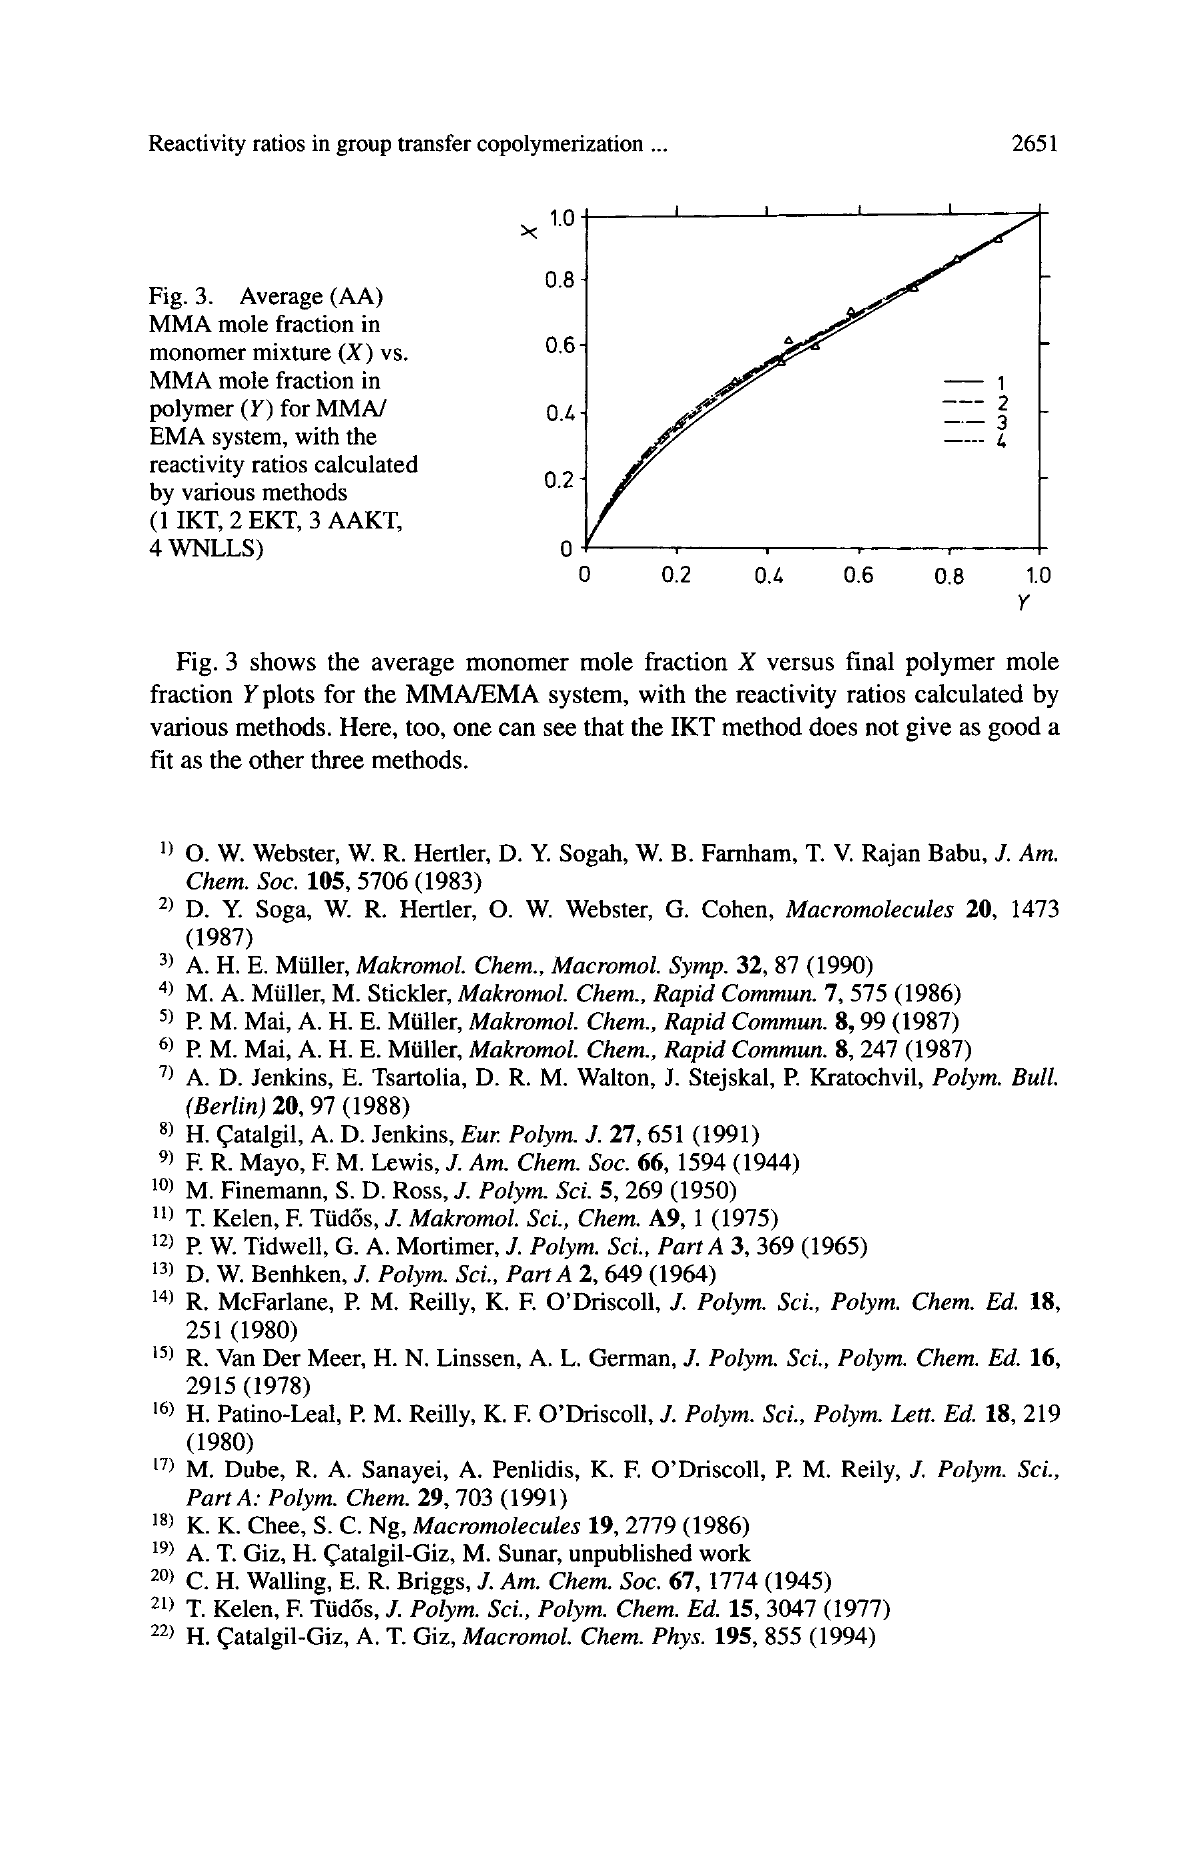 Reactivity ratios in group transfer copolymerization ... 2651
Fig. 3. Average (AA)
MMA mole fraction in
monomer mixture (X) vs.
MMA mole fraction in
polymer (Y) for MMA/
EMA system, with the
reactivity ratios calculated
by various methods
(1 IKT, 2 EKT, 3 AAKT,
4 WNLLS)
X
1.0
0.8
0.6
0.4
0.2
0
1
2
3
4
0 0.2 0.4 0.6 0.8 1.0
Y
Fig. 3 shows the average monomer mole fraction X versus final polymer mole
fraction Y plots for the MMA/EMA system, with the reactivity ratios calculated by
various methods. Here, too, one can see that the IKT method does not give as good a
fit as the other three methods.
1) O. W. Webster, W. R. Hertler, D. Y. Sogah, W. B. Farnham, T. V. Rajan Babu, J. Am.
Chem. Soc. 105, 5706 (1983)
2) D. Y. Soga, W. R. Hertler, O. W. Webster, G. Cohen, Macromolecules 20, 1473
(1987)
3) A. H. E. Müller, Makromol. Chem., Macromol. Symp. 32, 87 (1990)
4) M. A. Müller, M. Stickler, Makromol. Chem., Rapid Commun. 7, 575 (1986)
5) P. M. Mai, A. H. E. Müller, Makromol. Chem., Rapid Commun. 8, 99 (1987)
6) P. M. Mai, A. H. E. Müller, Makromol. Chem., Rapid Commun. 8, 247 (1987)
7) A. D. Jenkins, E. Tsartolia, D. R. M. Walton, J. Stejskal, P. Kratochvil, Polym. Bull.
(Berlin) 20, 97 (1988)
8) H. Çatalgil, A. D. Jenkins, Eur. Polym. J. 27, 651 (1991)
9) F. R. Mayo, F. M. Lewis, J. Am. Chem. Soc. 66, 1594 (1944)
10) M. Finemann, S. D. Ross, J. Polym. Sci. 5, 269 (1950)
11) T. Kelen, F. Tüdős, J. Makromol. Sci., Chem. A9, 1 (1975)
12) P. W. Tidwell, G. A. Mortimer, J. Polym. Sci., Part A 3, 369 (1965)
13) D. W. Benhken, J. Polym. Sci., Part A 2, 649 (1964)
14) R. McFarlane, P. M. Reilly, K. F. O'Driscoll, J. Polym. Sci., Polym. Chem. Ed. 18,
251 (1980)
15) R. Van Der Meer, H. N. Linssen, A. L. German, J. Polym. Sci., Polym. Chem. Ed. 16,
2915 (1978)
16) H. Patino-Leal, P. M. Reilly, K. F. O'Driscoll, J. Polym. Sci., Polym. Lett. Ed. 18, 219
(1980)
17) M. Dube, R. A. Sanayei, A. Penlidis, K. F. O'Driscoll, P. M. Reily, J. Polym. Sci.,
Part A: Polym. Chem. 29, 703 (1991)
18) K. K. Chee, S. C. Ng, Macromolecules 19, 2779 (1986)
19) A. T. Giz, H. Çatalgil-Giz, M. Sunar, unpublished work
20) C. H. Walling, E. R. Briggs, J. Am. Chem. Soc. 67, 1774 (1945)
21) T. Kelen, F. Tüdős, J. Polym. Sci., Polym. Chem. Ed. 15, 3047 (1977)
22) H. Çatalgil-Giz, A. T. Giz, Macromol. Chem. Phys. 195, 855 (1994)